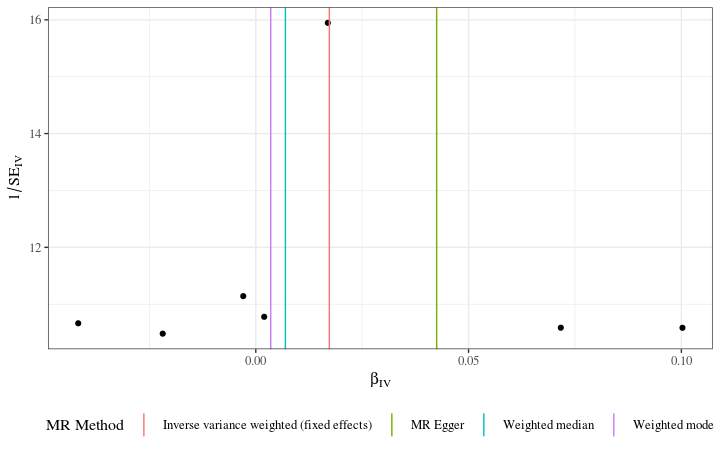 16
14
12
1/SE_IV
0.00
0.05
0.10
β_IV
MR Method
Inverse variance weighted (fixed effects)
MR Egger
Weighted median
Weighted mode